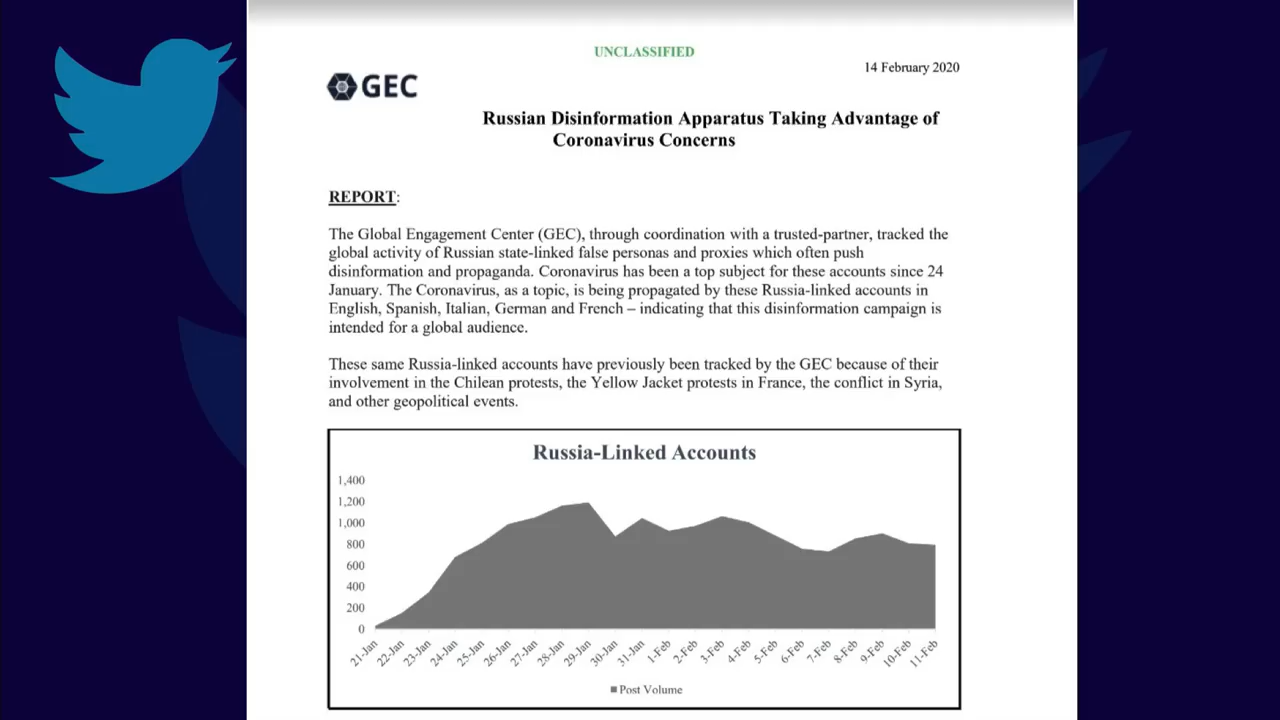 UNCLASSIFIED
14 February 2020
GEC
Russian Disinformation Apparatus Taking Advantage of
Coronavirus Concerns
REPORT:
The Global Engagement Center (GEC), through coordination with a trusted-partner, tracked the
global activity of Russian state-linked false personas and proxies which often push
disinformation and propaganda. Coronavirus has been a top subject for these accounts since 24
January. The Coronavirus, as a topic, is being propagated by these Russia-linked accounts in
English, Spanish, Italian, German and French – indicating that this disinformation campaign is
intended for a global audience.
These same Russia-linked accounts have previously been tracked by the GEC because of their
involvement in the Chilean protests, the Yellow Jacket protests in France, the conflict in Syria,
and other geopolitical events.
Russia-Linked Accounts
1,400
1,200
1,000
800
600
400
200
0
21-Jan 22-Jan 23-Jan 24-Jan 25-Jan 26-Jan 27-Jan 28-Jan 29-Jan 30-Jan 31-Jan 1-Feb 2-Feb 3-Feb 4-Feb 5-Feb 6-Feb 7-Feb 8-Feb 9-Feb 10-Feb 11-Feb
Post Volume